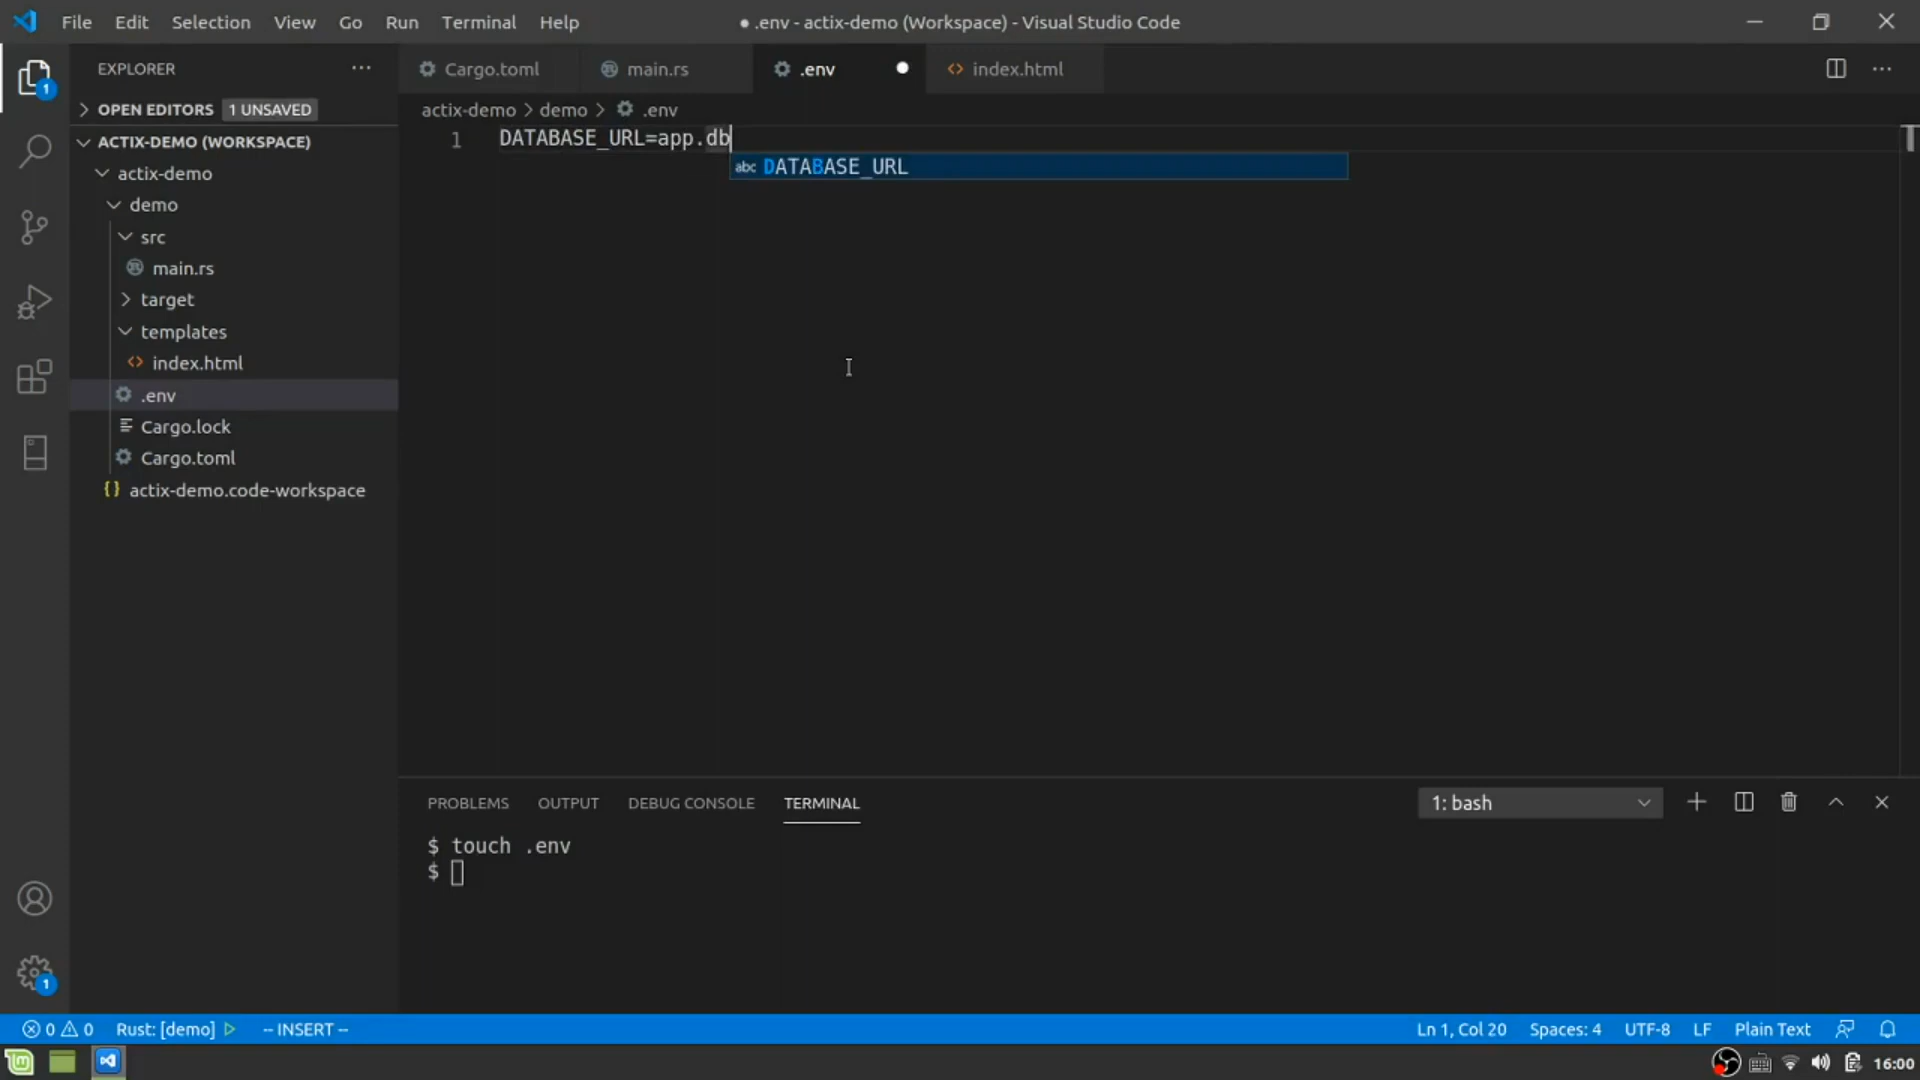 File Edit Selection View Go Run Terminal Help
● .env - actix-demo (Workspace) - Visual Studio Code
EXPLORER
Cargo.toml
main.rs
.env
index.html
OPEN EDITORS 1 UNSAVED
actix-demo > demo > .env
ACTIX-DEMO (WORKSPACE)
actix-demo
demo
src
main.rs
target
templates
index.html
.env
Cargo.lock
Cargo.toml
actix-demo.code-workspace
1 DATABASE_URL=app.db
abc DATABASE_URL
PROBLEMS OUTPUT DEBUG CONSOLE TERMINAL
1: bash
$ touch .env
$
1
1
0 0 Rust: [demo] -- INSERT --
Ln 1, Col 20 Spaces: 4 UTF-8 LF Plain Text
16:00